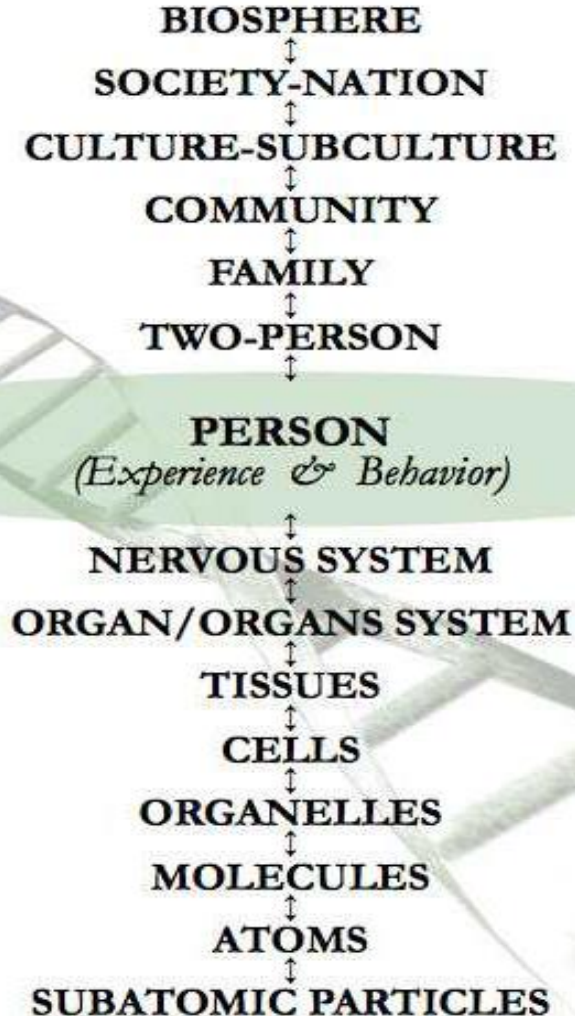 BIOSPHERE
SOCIETY-NATION
CULTURE-SUBCULTURE
COMMUNITY
FAMILY
TWO-PERSON
PERSON
(Experience & Behavior)
NERVOUS SYSTEM
ORGAN/ORGANS SYSTEM
TISSUES
CELLS
ORGANELLES
MOLECULES
ATOMS
SUBATOMIC PARTICLES